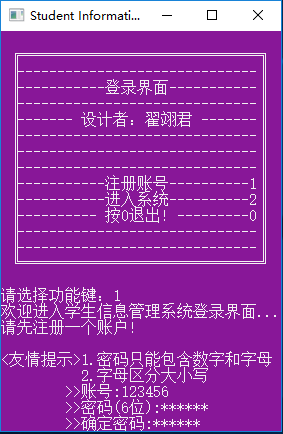 Student Informati...
---------------------------
-----------登录界面-----------
---------------------------
------- 设计者：翟翊君 -------
---------------------------
---------------------------
---------------------------
-----------注册账号----------1
-----------进入系统----------2
---------- 按0退出! ---------0
---------------------------
---------------------------
请选择功能键：1
欢迎进入学生信息管理系统登录界面...
请先注册一个账户!
<友情提示>1.密码只能包含数字和字母
2.字母区分大小写
>>账号:123456
>>密码(6位):******
>>确定密码:******